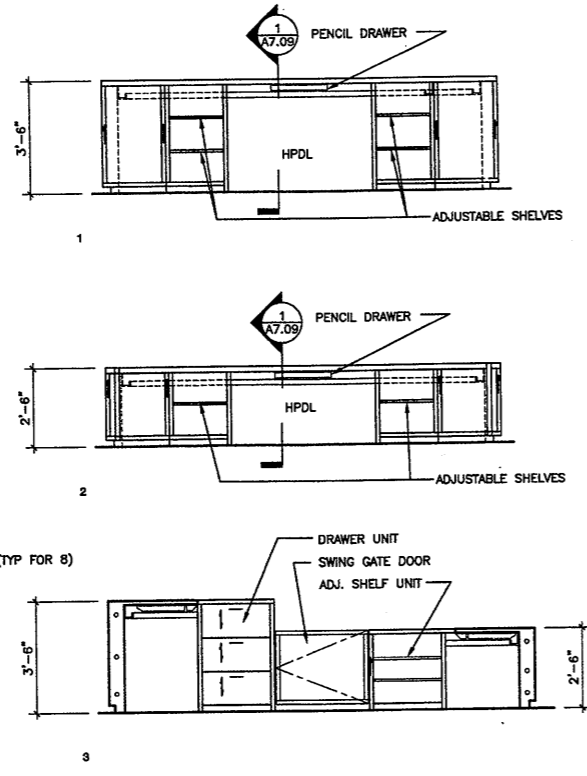 1
A7.09
PENCIL DRAWER
3'-6"
HPDL
ADJUSTABLE SHELVES
1
1
A7.09
PENCIL DRAWER
2'-6"
HPDL
ADJUSTABLE SHELVES
2
(TYP FOR 8)
DRAWER UNIT
SWING GATE DOOR
ADJ. SHELF UNIT
3'-6"
2'-6"
3